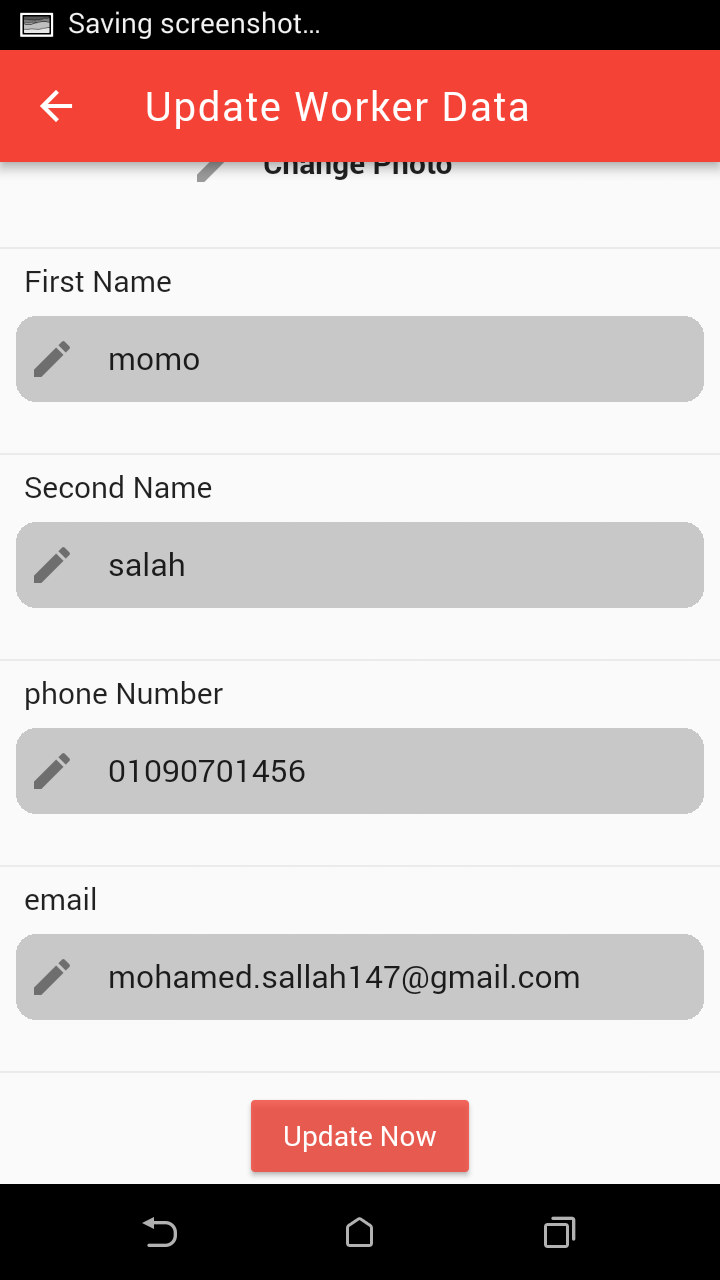 Saving screenshot...
Update Worker Data
Change Photo
First Name
momo
Second Name
salah
phone Number
01090701456
email
mohamed.sallah147@gmail.com
Update Now